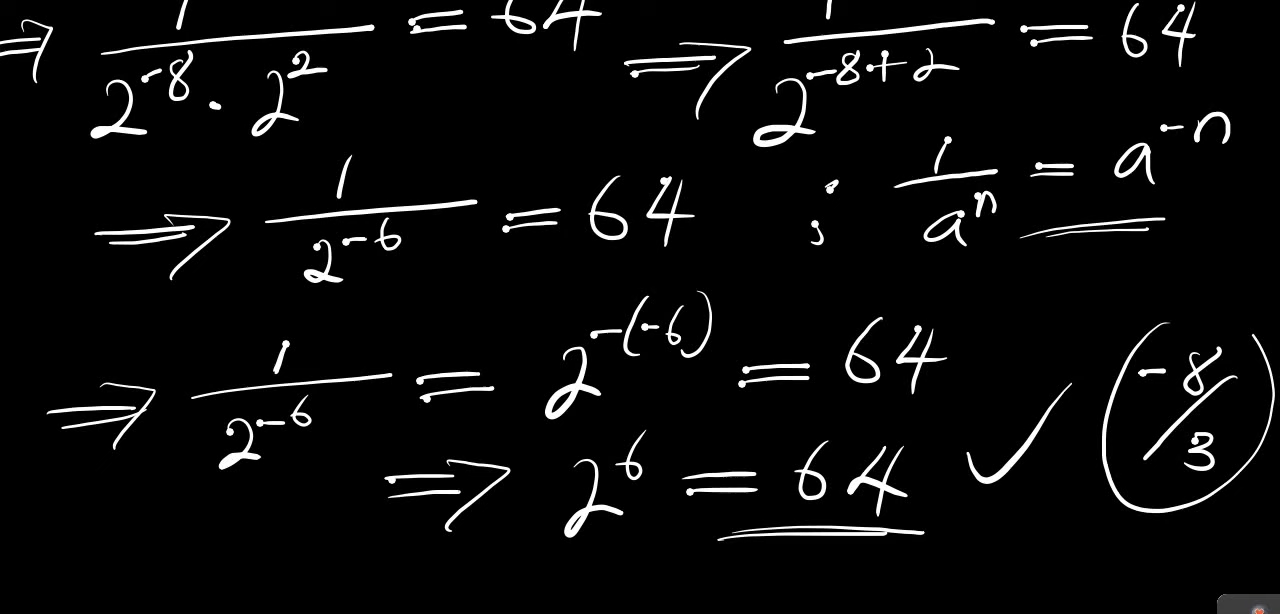 ⇒ 1/(2^-8 · 2^2) = 64 ⇒ 1/(2^(-8+2)) = 64
⇒ 1/(2^-6) = 64 ; 1/a^n = a^-n
⇒ 1/(2^-6) = 2^-(-6) = 64
⇒ 2^6 = 64 ✓ -8/3